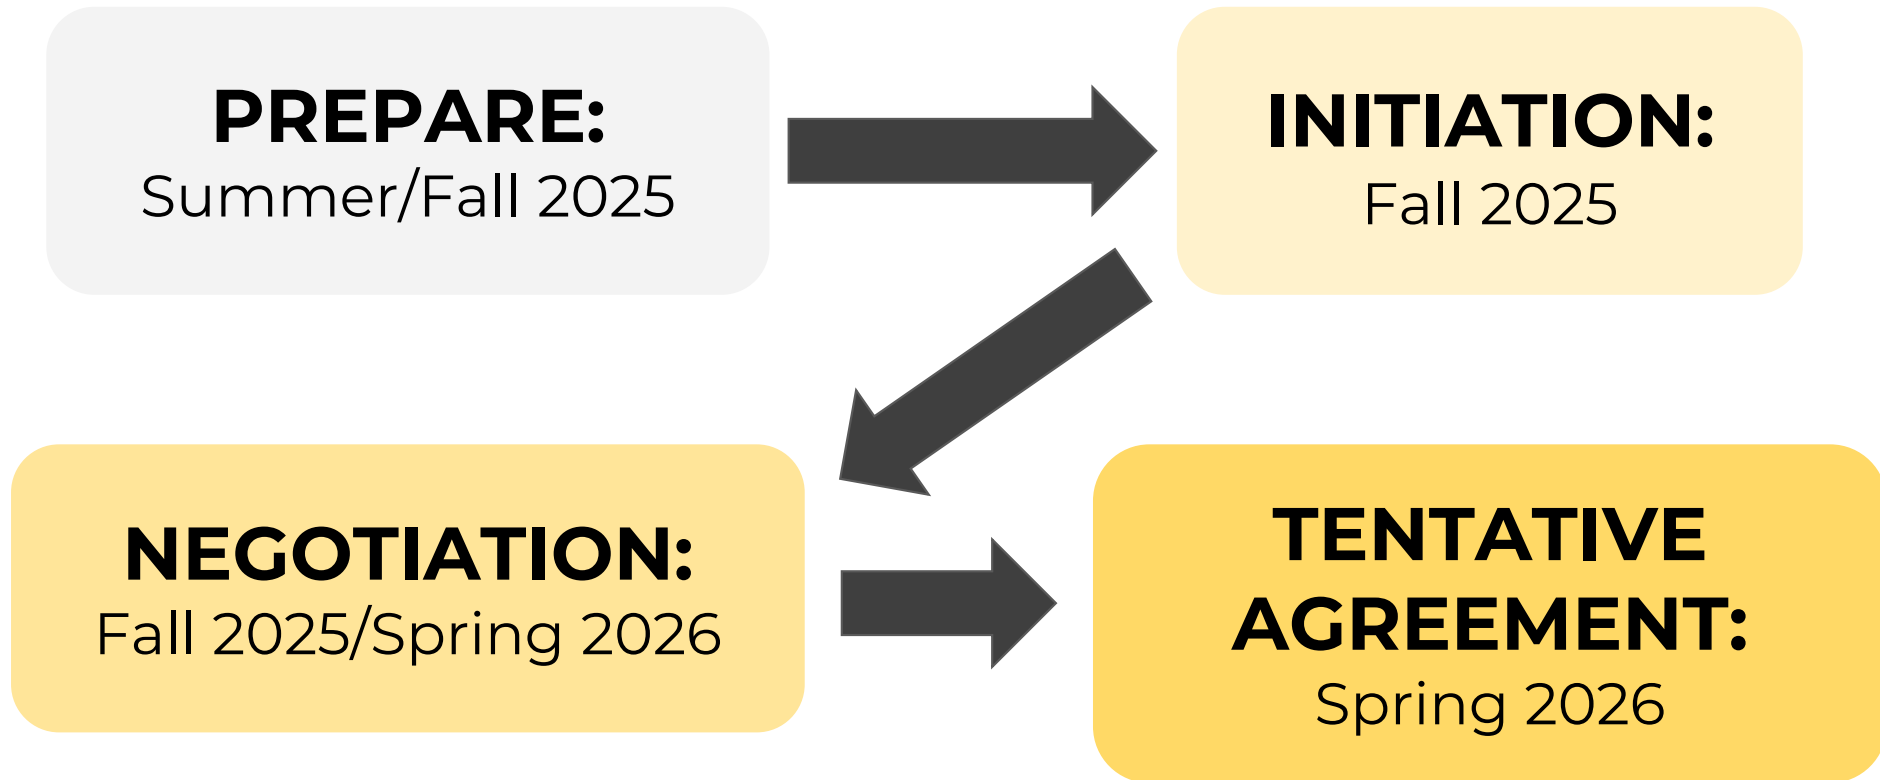 PREPARE:
Summer/Fall 2025
INITIATION:
Fall 2025
NEGOTIATION:
Fall 2025/Spring 2026
TENTATIVE
AGREEMENT:
Spring 2026